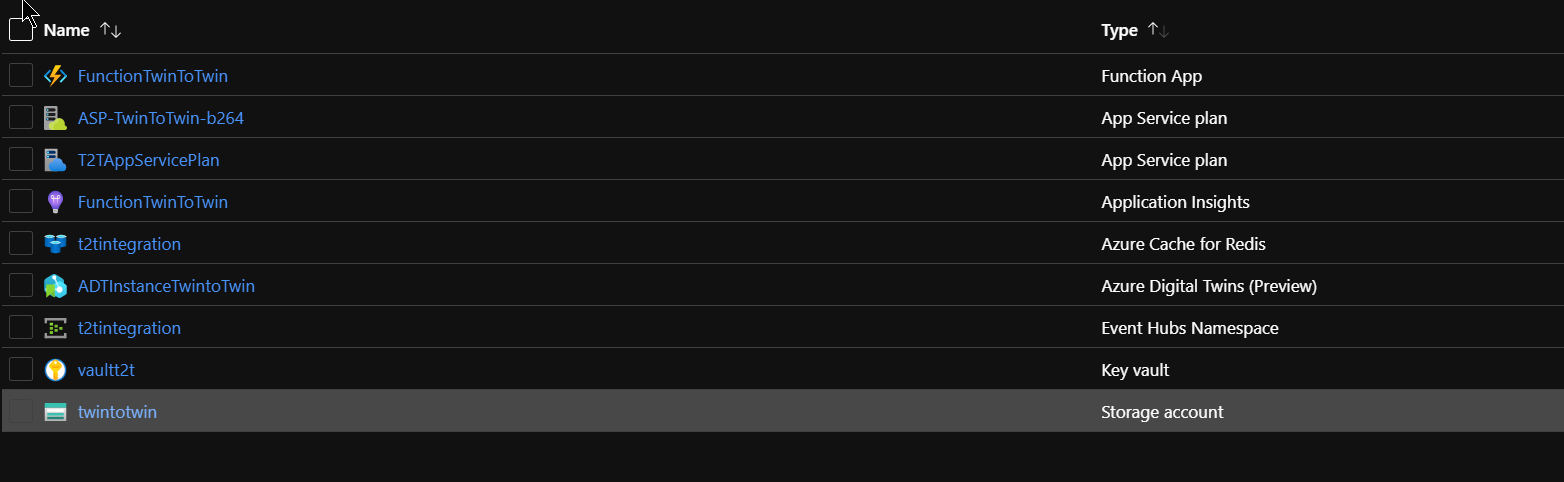 Name Type
FunctionTwinToTwin Function App
ASP-TwinToTwin-b264 App Service plan
T2TAppServicePlan App Service plan
FunctionTwinToTwin Application Insights
t2tintegration Azure Cache for Redis
ADTInstanceTwintoTwin Azure Digital Twins (Preview)
t2tintegration Event Hubs Namespace
vaultt2t Key vault
twintotwin Storage account